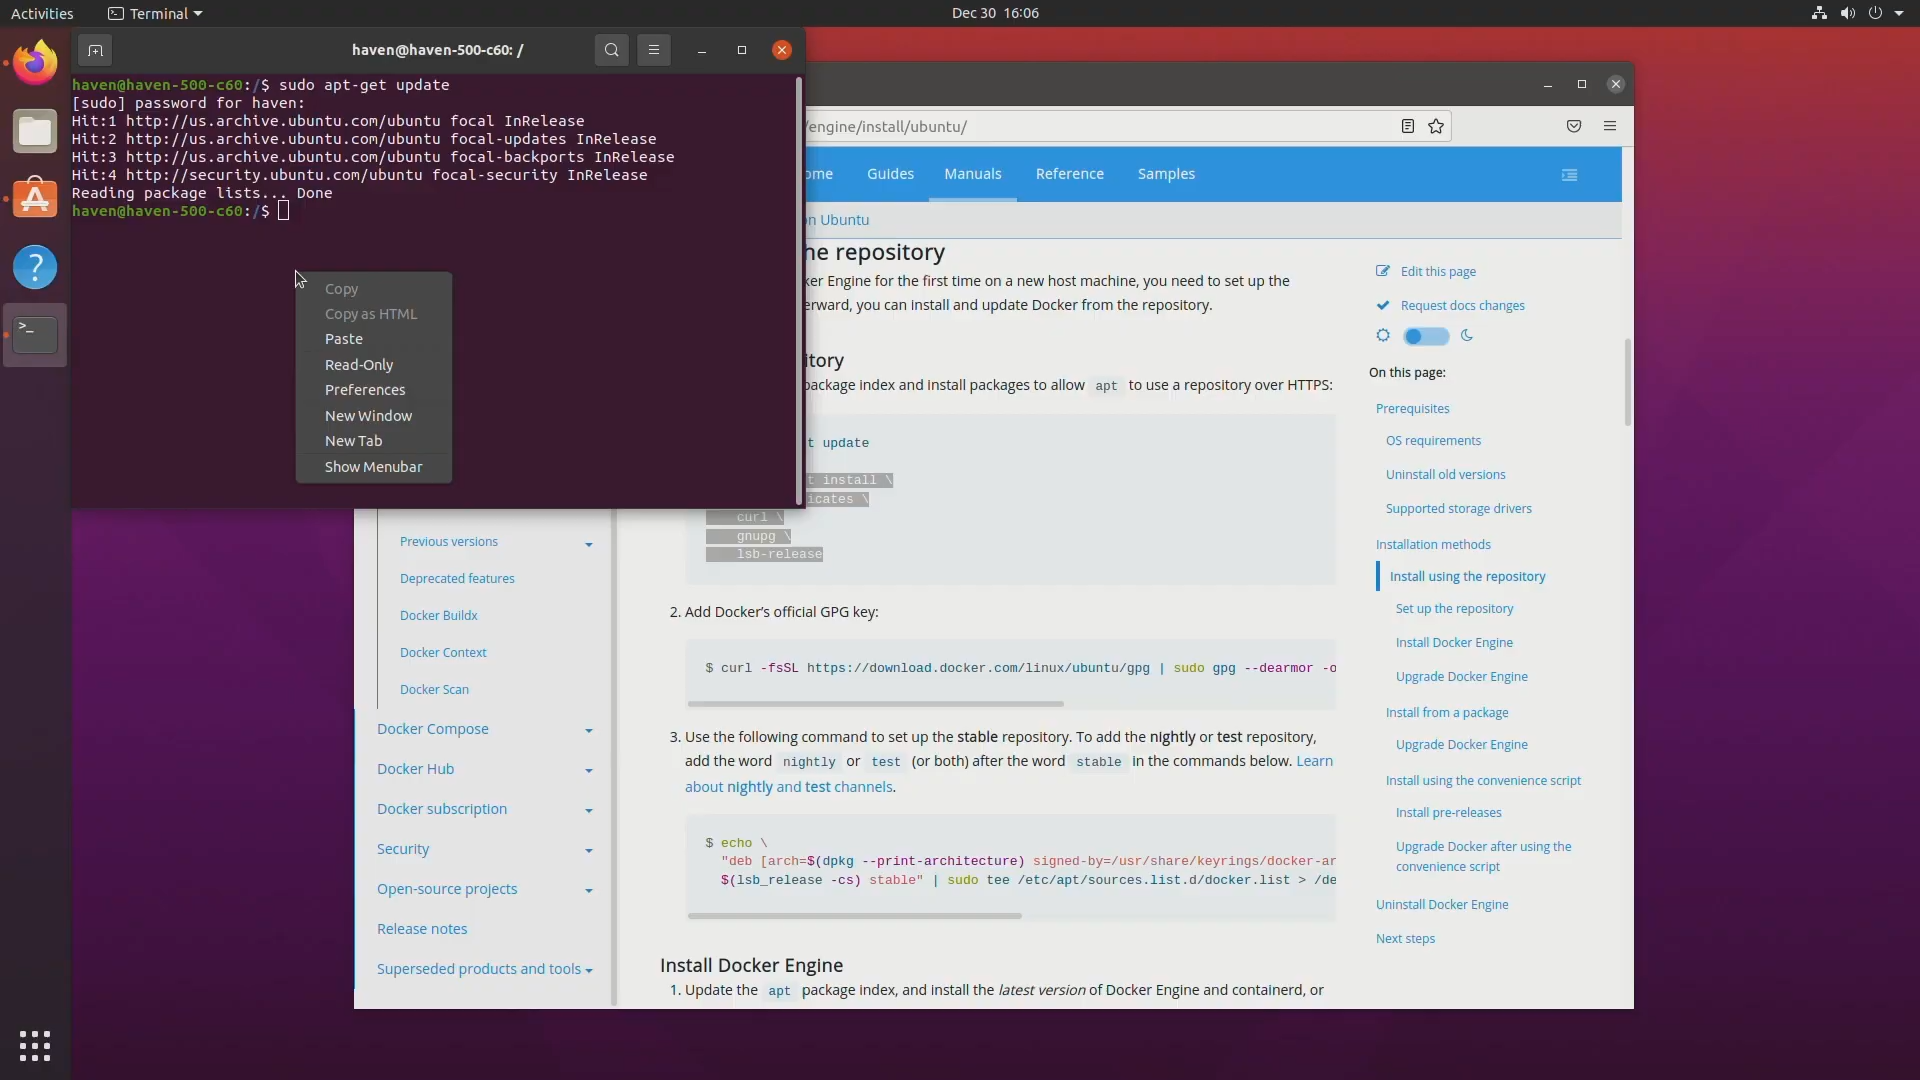 Activities
Terminal
Dec 30 16:06
haven@haven-500-c60: /
haven@haven-500-c60:/$ sudo apt-get update
[sudo] password for haven:
Hit:1 http://us.archive.ubuntu.com/ubuntu focal InRelease
Hit:2 http://us.archive.ubuntu.com/ubuntu focal-updates InRelease
Hit:3 http://us.archive.ubuntu.com/ubuntu focal-backports InRelease
Hit:4 http://security.ubuntu.com/ubuntu focal-security InRelease
Reading package lists... Done
haven@haven-500-c60:/$
Copy
Copy as HTML
Paste
Read-Only
Preferences
New Window
New Tab
Show Menubar
/engine/install/ubuntu/
ome
Guides
Manuals
Reference
Samples
on Ubuntu
he repository
ker Engine for the first time on a new host machine, you need to set up the
erward, you can install and update Docker from the repository.
itory
package index and install packages to allow apt to use a repository over HTTPS:
t update
t install \
icates \
curl \
gnupg \
lsb-release
2. Add Docker’s official GPG key:
$ curl -fsSL https://download.docker.com/linux/ubuntu/gpg | sudo gpg --dearmor -o
3. Use the following command to set up the stable repository. To add the nightly or test repository,
add the word nightly or test (or both) after the word stable in the commands below. Learn
about nightly and test channels.
$ echo \
"deb [arch=$(dpkg --print-architecture) signed-by=/usr/share/keyrings/docker-ar
$(lsb_release -cs) stable" | sudo tee /etc/apt/sources.list.d/docker.list > /de
Install Docker Engine
1. Update the apt package index, and install the latest version of Docker Engine and containerd, or
Previous versions
Deprecated features
Docker Buildx
Docker Context
Docker Scan
Docker Compose
Docker Hub
Docker subscription
Security
Open-source projects
Release notes
Superseded products and tools
Edit this page
Request docs changes
On this page:
Prerequisites
OS requirements
Uninstall old versions
Supported storage drivers
Installation methods
Install using the repository
Set up the repository
Install Docker Engine
Upgrade Docker Engine
Install from a package
Upgrade Docker Engine
Install using the convenience script
Install pre-releases
Upgrade Docker after using the
convenience script
Uninstall Docker Engine
Next steps